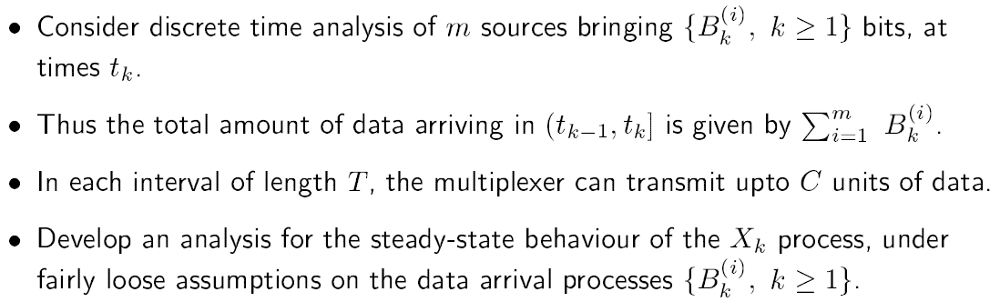 • Consider discrete time analysis of m sources bringing {B_k^{(i)}, k ≥ 1} bits, at
times t_k.
• Thus the total amount of data arriving in (t_{k−1}, t_k] is given by ∑_{i=1}^{m} B_k^{(i)}.
• In each interval of length T, the multiplexer can transmit upto C units of data.
• Develop an analysis for the steady-state behaviour of the X_k process, under
fairly loose assumptions on the data arrival processes {B_k^{(i)}, k ≥ 1}.